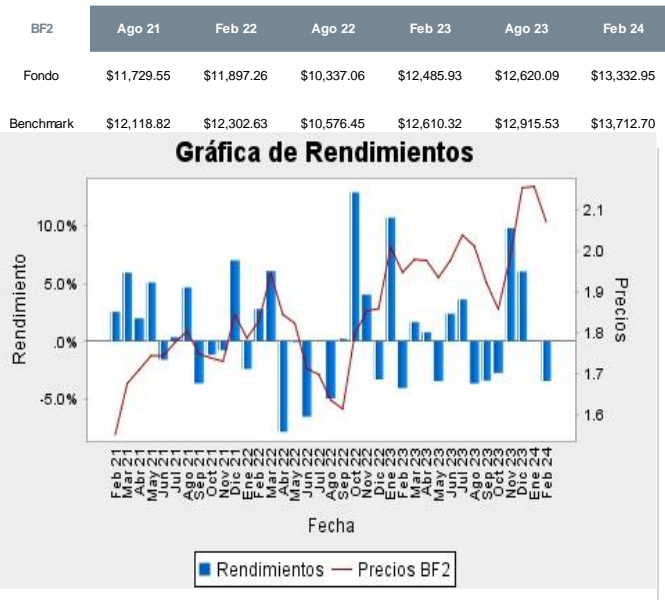 BF2 Ago 21 Feb 22 Ago 22 Feb 23 Ago 23 Feb 24
Fondo $11,729.55 $11,897.26 $10,337.06 $12,485.93 $12,620.09 $13,332.95
Benchmark $12,118.82 $12,302.63 $10,576.45 $12,610.32 $12,915.53 $13,712.70
Gráfica de Rendimientos
Rendimiento
10.0%
5.0%
.0%
-5.0%
2.1
2.0
1.9
1.8
1.7
1.6
Precios
Feb 21
Mar 21
Abr 21
May 21
Jun 21
Jul 21
Ago 21
Sep 21
Oct 21
Nov 21
Dic 21
Ene 22
Feb 22
Mar 22
Abr 22
May 22
Jun 22
Jul 22
Ago 22
Sep 22
Oct 22
Nov 22
Dic 22
Ene 23
Feb 23
Mar 23
Abr 23
May 23
Jun 23
Jul 23
Ago 23
Sep 23
Oct 23
Nov 23
Dic 23
Ene 24
Feb 24
Fecha
Rendimientos Precios BF2